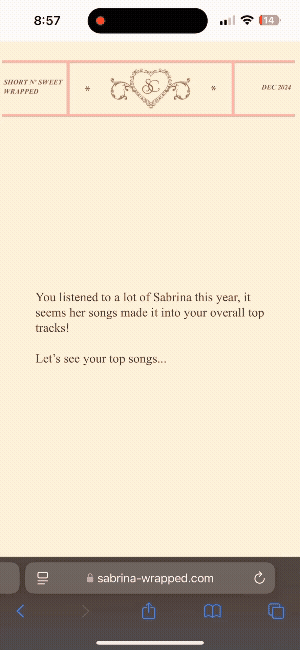 8:57
14
SHORT N' SWEET
WRAPPED
SC
DEC 2024
You listened to a lot of Sabrina this year, it
seems her songs made it into your overall top
tracks!
Let's see your top songs...
sabrina-wrapped.com